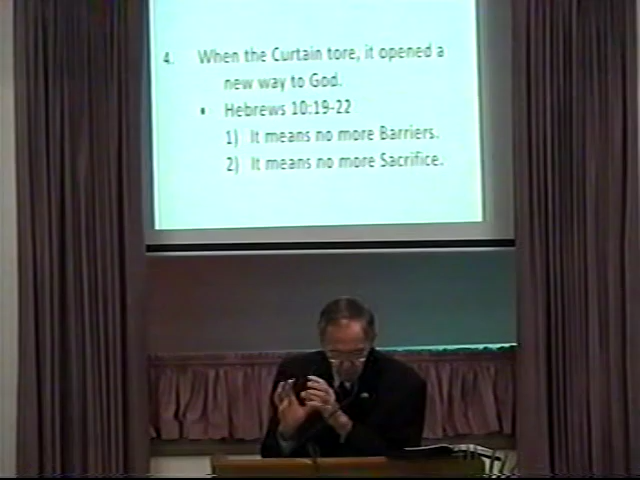 4. When the Curtain tore, it opened a
new way to God.
• Hebrews 10:19-22
1) It means no more Barriers.
2) It means no more Sacrifice.